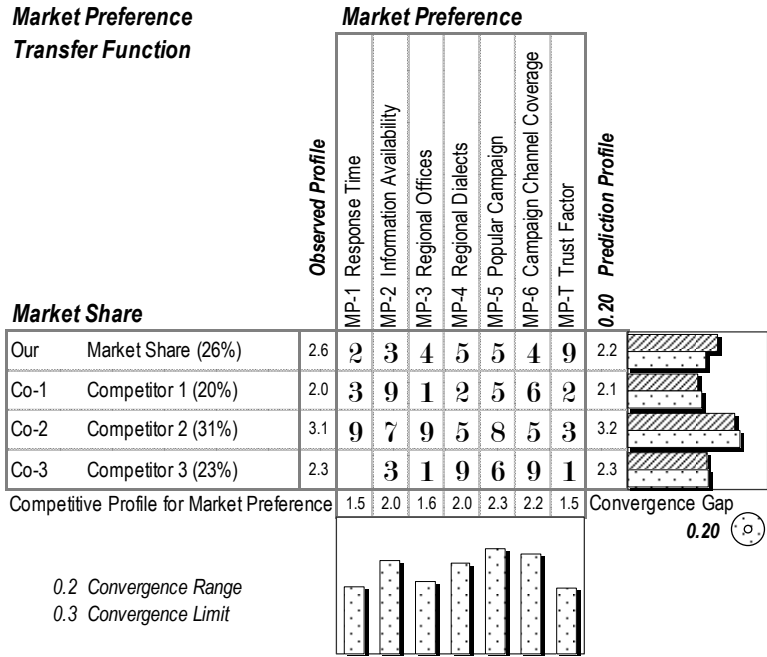 Market Preference
Transfer Function
Market Preference
Observed Profile
MP-1 Response Time
MP-2 Information Availability
MP-3 Regional Offices
MP-4 Regional Dialects
MP-5 Popular Campaign
MP-6 Campaign Channel Coverage
MP-T Trust Factor
0.20 Prediction Profile
Market Share
Our Market Share (26%) 2.6 2 3 4 5 5 4 9 2.2
Co-1 Competitor 1 (20%) 2.0 3 9 1 2 5 6 2 2.1
Co-2 Competitor 2 (31%) 3.1 9 7 9 5 8 5 3 3.2
Co-3 Competitor 3 (23%) 2.3 3 1 9 6 9 1 2.3
Competitive Profile for Market Preference 1.5 2.0 1.6 2.0 2.3 2.2 1.5 Convergence Gap
0.20
0.2 Convergence Range
0.3 Convergence Limit